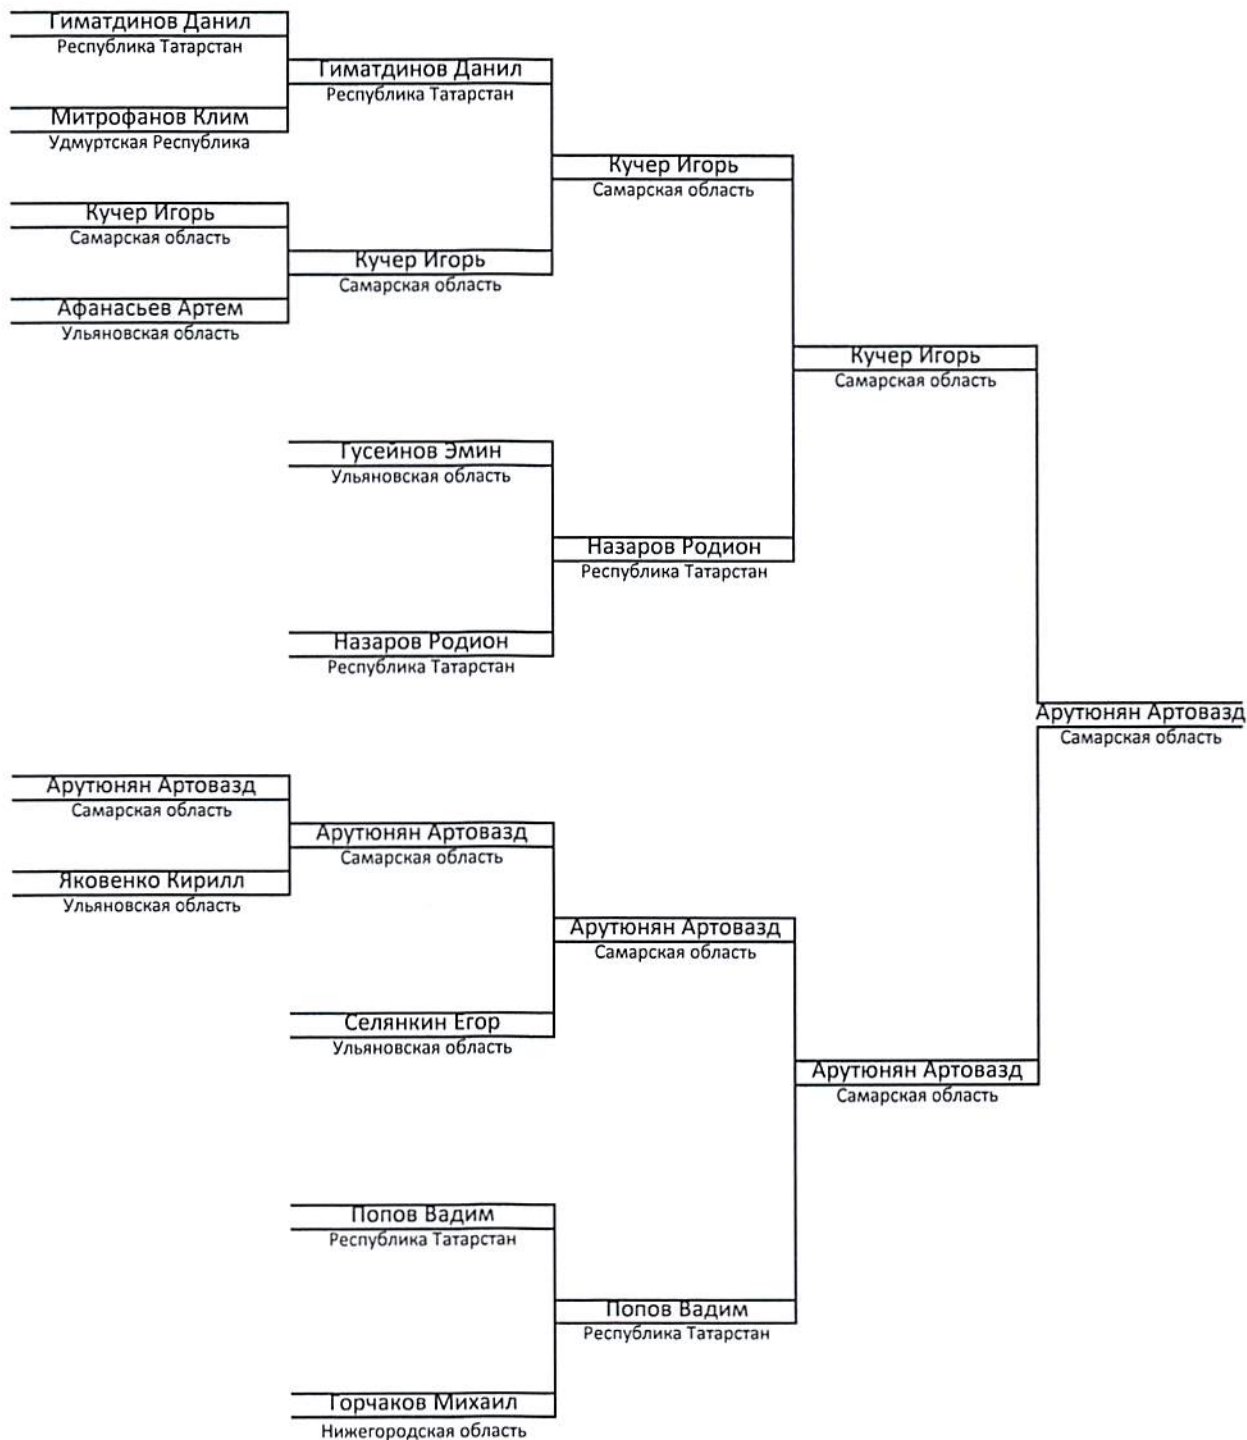 Гиматдинов Данил
Республика Татарстан
Гиматдинов Данил
Республика Татарстан
Митрофанов Клим
Удмуртская Республика
Кучер Игорь
Самарская область
Кучер Игорь
Самарская область
Кучер Игорь
Самарская область
Афанасьев Артем
Ульяновская область
Кучер Игорь
Самарская область
Гусейнов Эмин
Ульяновская область
Назаров Родион
Республика Татарстан
Назаров Родион
Республика Татарстан
Арутюнян Артовазд
Самарская область
Арутюнян Артовазд
Самарская область
Арутюнян Артовазд
Самарская область
Яковенко Кирилл
Ульяновская область
Арутюнян Артовазд
Самарская область
Селянкин Егор
Ульяновская область
Арутюнян Артовазд
Самарская область
Попов Вадим
Республика Татарстан
Попов Вадим
Республика Татарстан
Горчаков Михаил
Нижегородская область